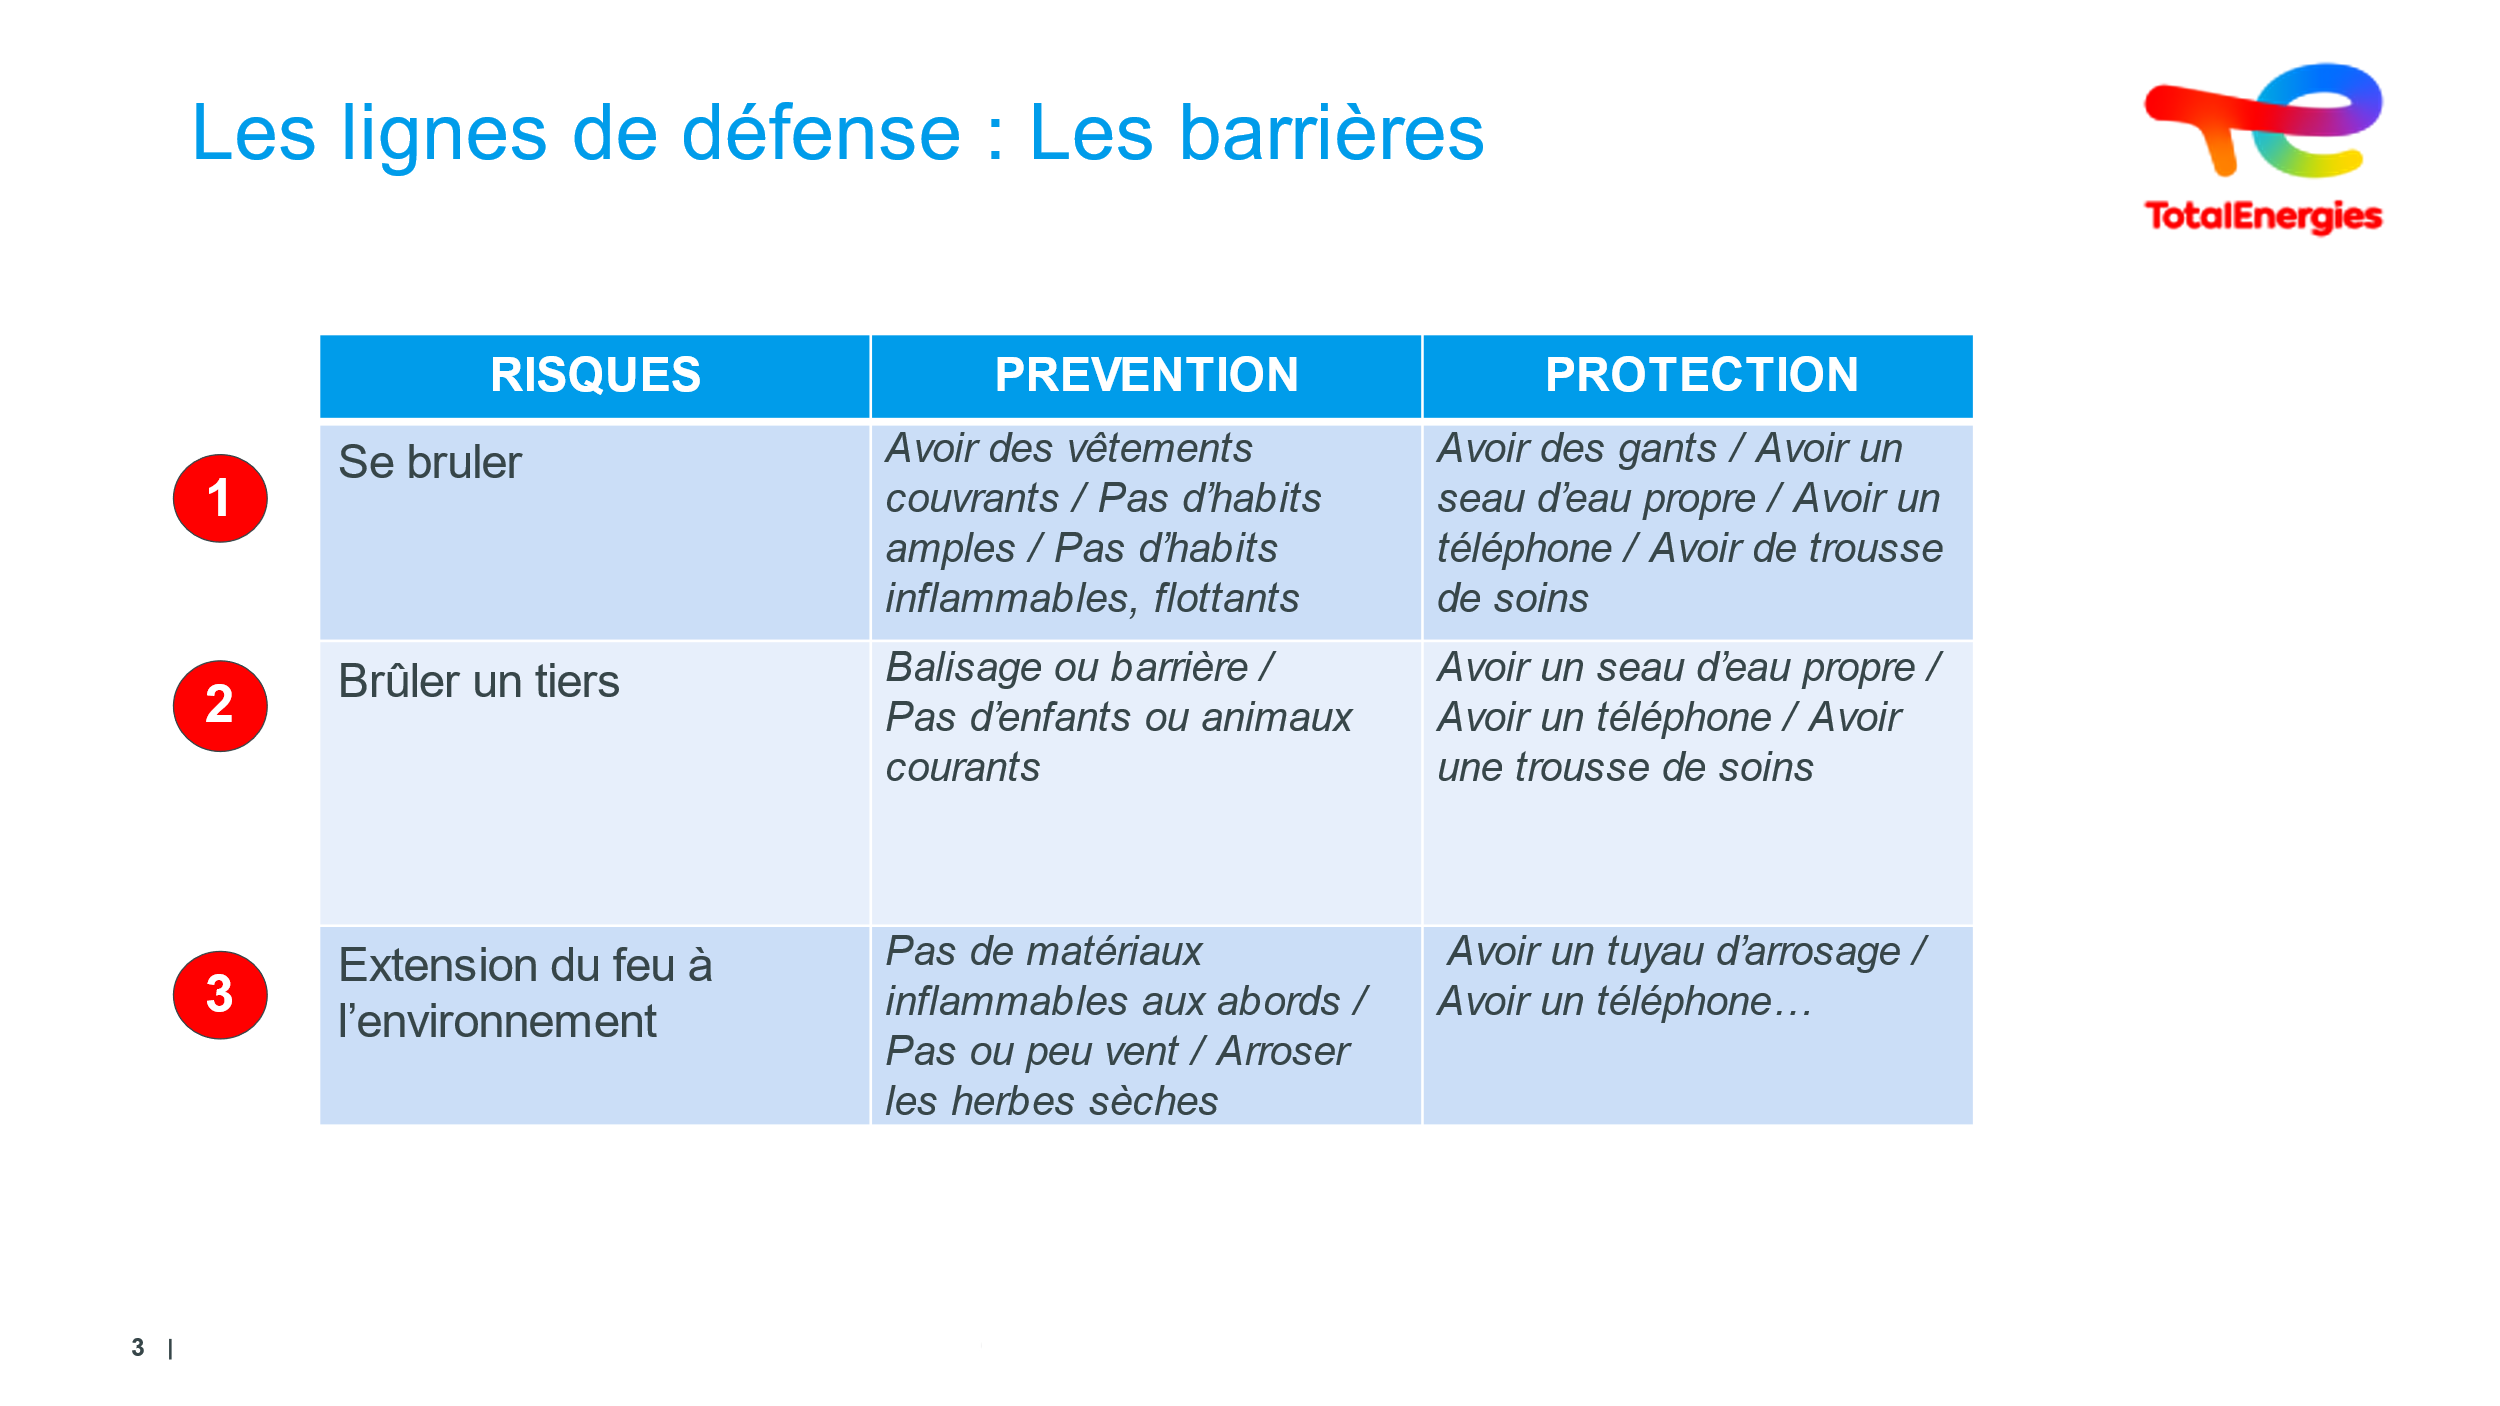 Les lignes de défense : Les barrières
TotalEnergies
RISQUES
PREVENTION
PROTECTION
1
Se bruler
Avoir des vêtements
couvrants / Pas d’habits
amples / Pas d’habits
inflammables, flottants
Avoir des gants / Avoir un
seau d’eau propre / Avoir un
téléphone / Avoir de trousse
de soins
2
Brûler un tiers
Balisage ou barrière /
Pas d’enfants ou animaux
courants
Avoir un seau d’eau propre /
Avoir un téléphone / Avoir
une trousse de soins
3
Extension du feu à
l’environnement
Pas de matériaux
inflammables aux abords /
Pas ou peu vent / Arroser
les herbes sèches
Avoir un tuyau d’arrosage /
Avoir un téléphone…
3 |